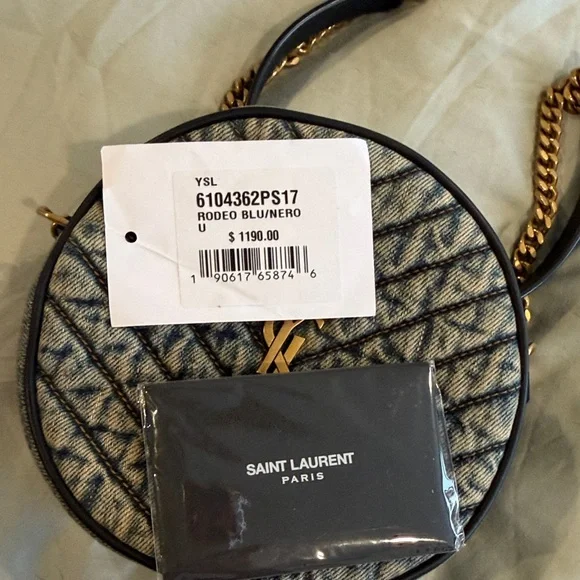 YSL
6104362PS17
RODEO BLU/NERO
U
$ 1190.00
1 90617 65874 6
SAINT LAURENT
PARIS